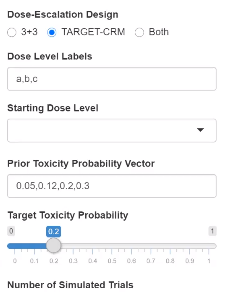 Dose-Escalation Design
3+3 TARGET-CRM Both
Dose Level Labels
a,b,c
Starting Dose Level
Prior Toxicity Probability Vector
0.05,0.12,0.2,0.3
Target Toxicity Probability
0 0.2 1
0 0.1 0.2 0.3 0.4 0.5 0.6 0.7 0.8 0.9 1
Number of Simulated Trials